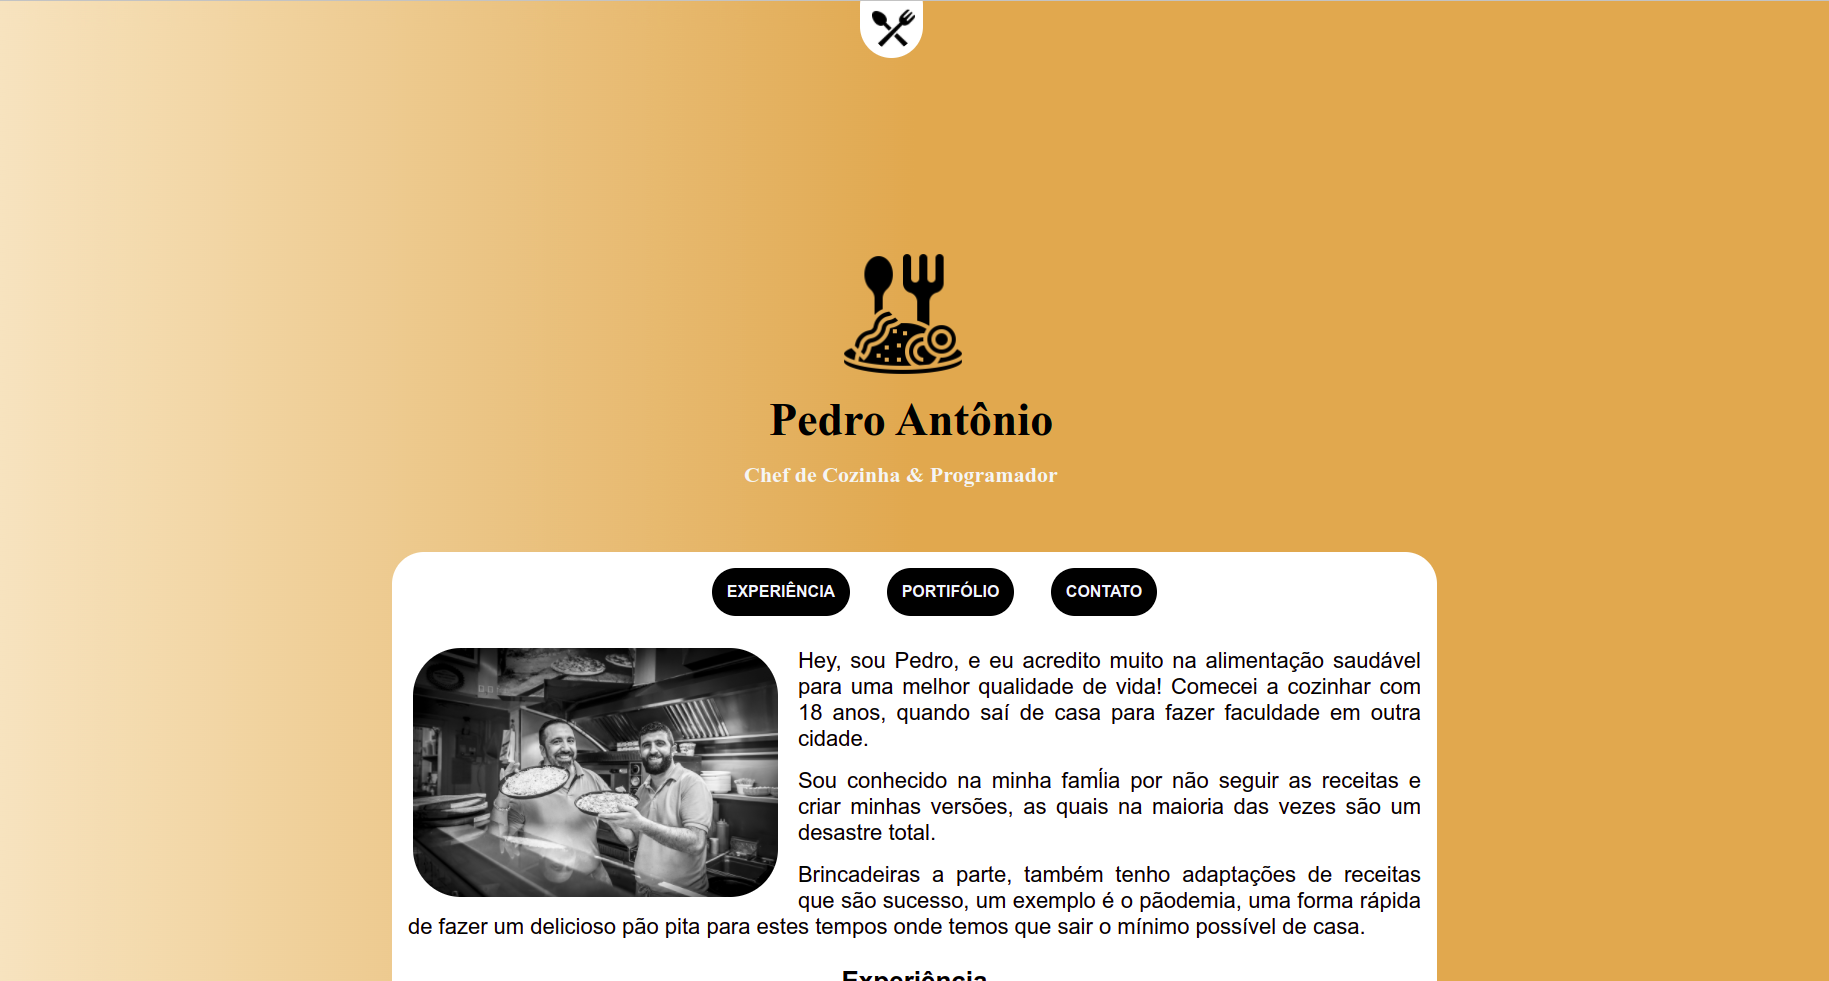 Pedro Antônio
Chef de Cozinha & Programador
EXPERIÊNCIA
PORTIFÓLIO
CONTATO
Hey, sou Pedro, e eu acredito muito na alimentação saudável
para uma melhor qualidade de vida! Comecei a cozinhar com
18 anos, quando saí de casa para fazer faculdade em outra
cidade.
Sou conhecido na minha famĺia por não seguir as receitas e
criar minhas versões, as quais na maioria das vezes são um
desastre total.
Brincadeiras a parte, também tenho adaptações de receitas
que são sucesso, um exemplo é o pãodemia, uma forma rápida
de fazer um delicioso pão pita para estes tempos onde temos que sair o mínimo possível de casa.
Experiência